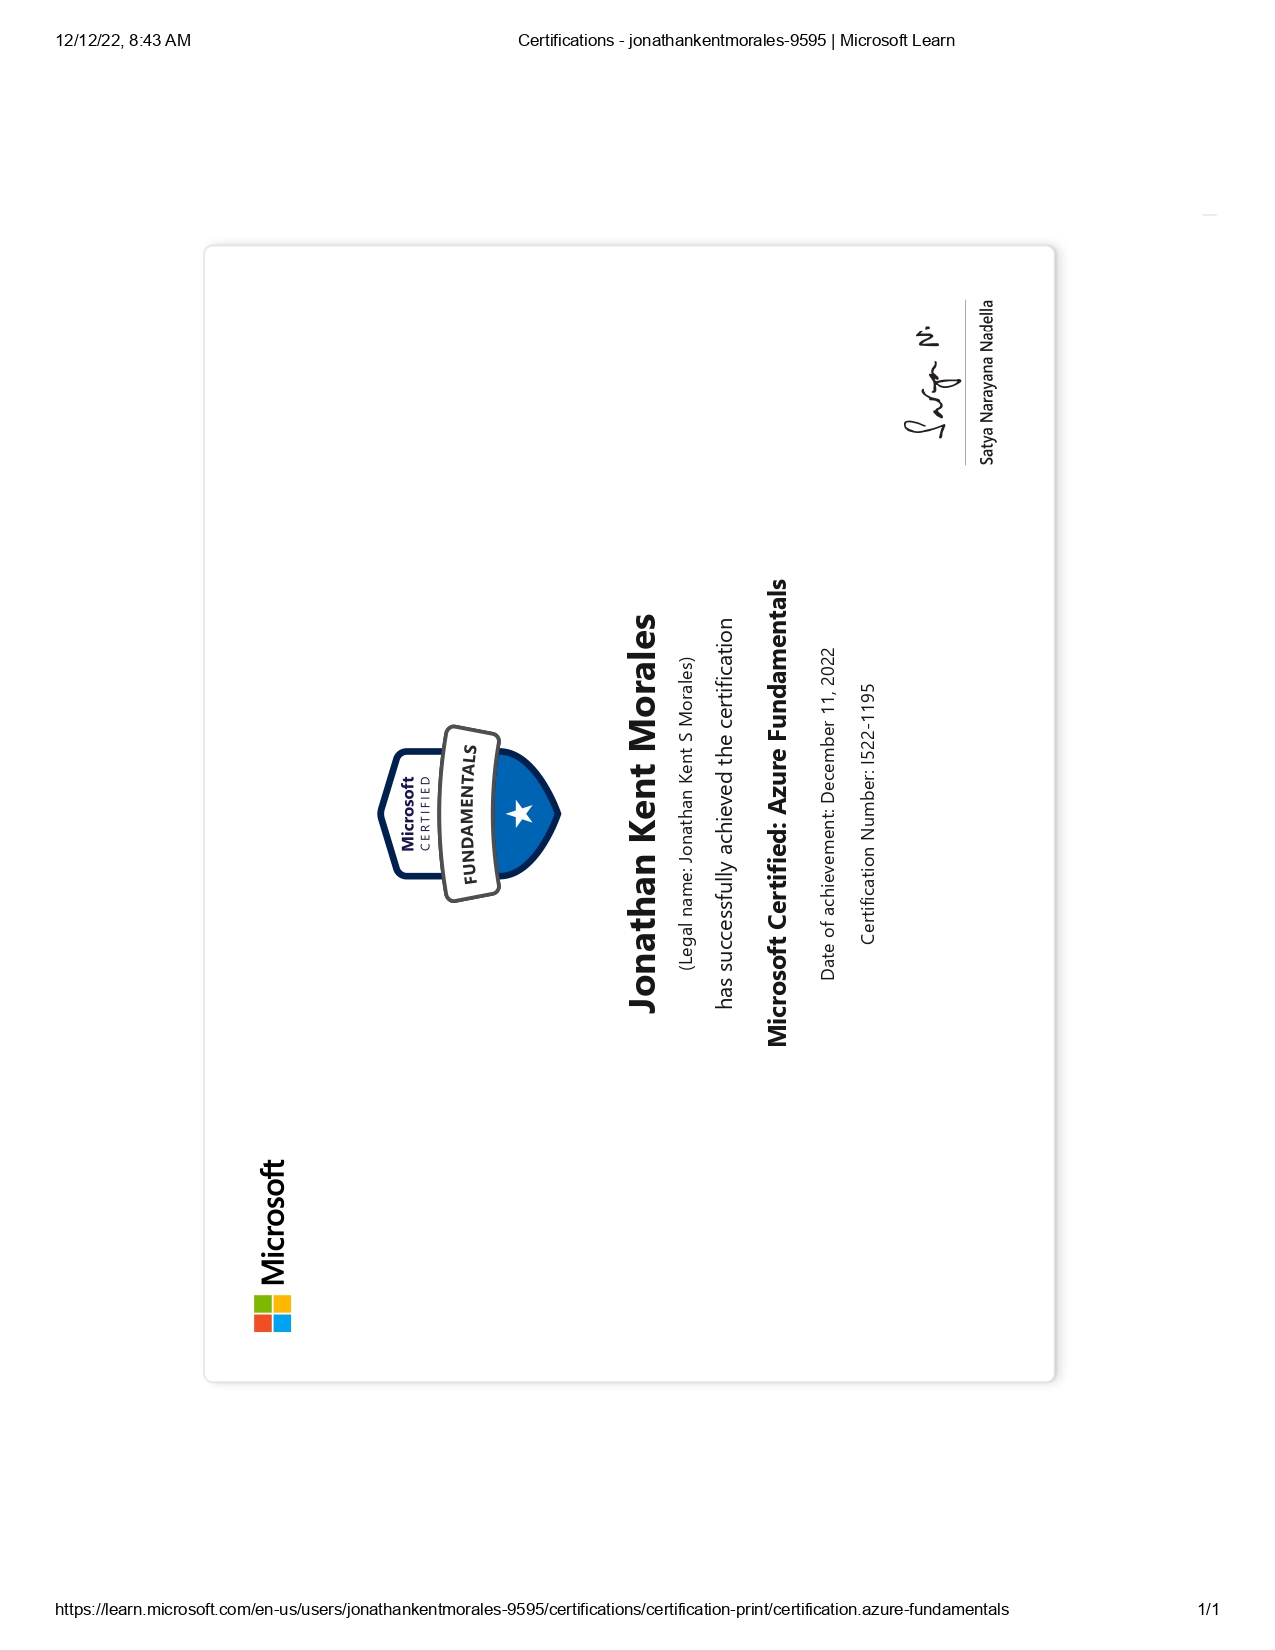 12/12/22, 8:43 AM
Certifications - jonathankentmorales-9595 | Microsoft Learn
Microsoft
Microsoft
CERTIFIED
FUNDAMENTALS
Jonathan Kent Morales
(Legal name: Jonathan Kent S Morales)
has successfully achieved the certification
Microsoft Certified: Azure Fundamentals
Date of achievement: December 11, 2022
Certification Number: I522-1195
Satya N.
Satya Narayana Nadella
https://learn.microsoft.com/en-us/users/jonathankentmorales-9595/certifications/certification-print/certification.azure-fundamentals
1/1